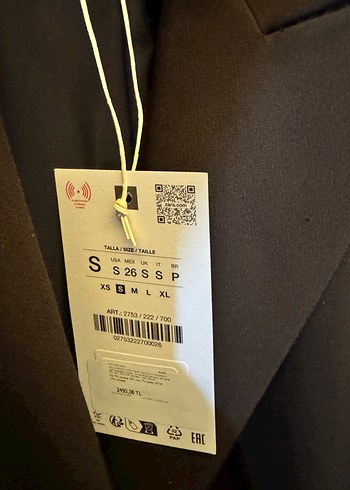 zara.com
TALLA / SIZE / TAILLE
USA MEX UK IT BR
S S 26 S S P
XS S M L XL
ART.: 2753 / 222 / 700
02753222700026
PAP
EAC